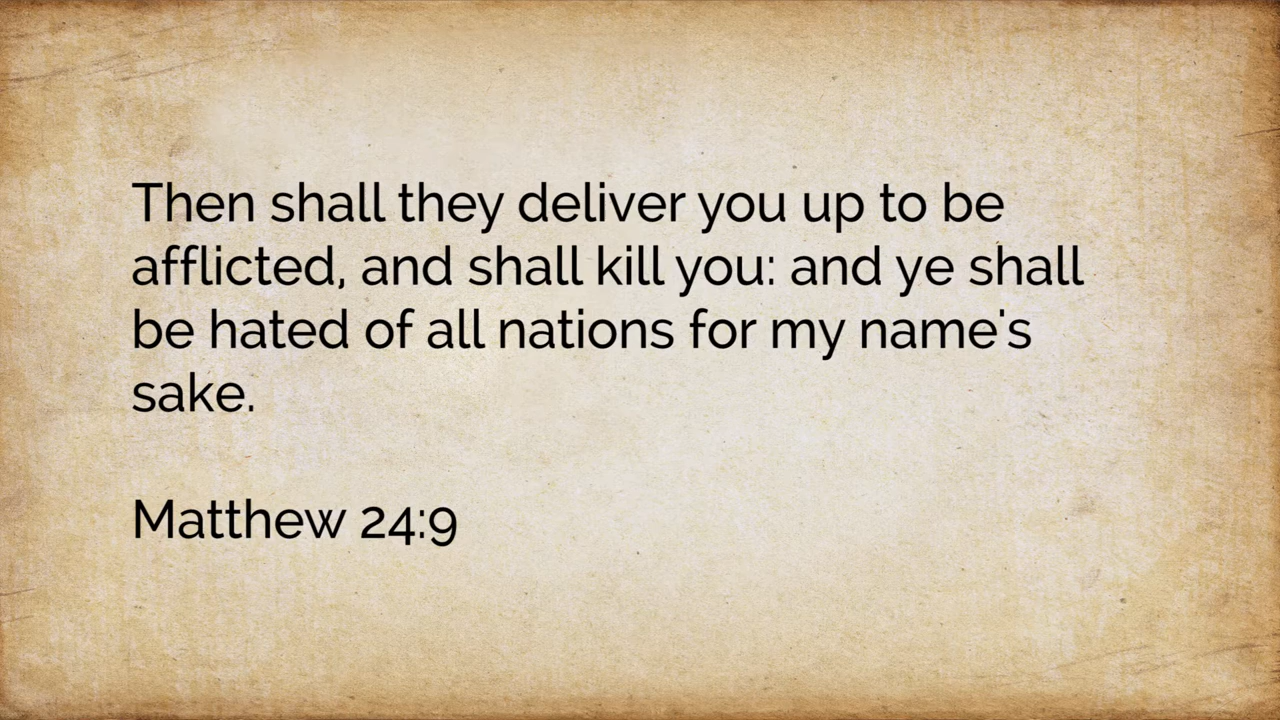 Then shall they deliver you up to be
afflicted, and shall kill you: and ye shall
be hated of all nations for my name's
sake.
Matthew 24:9